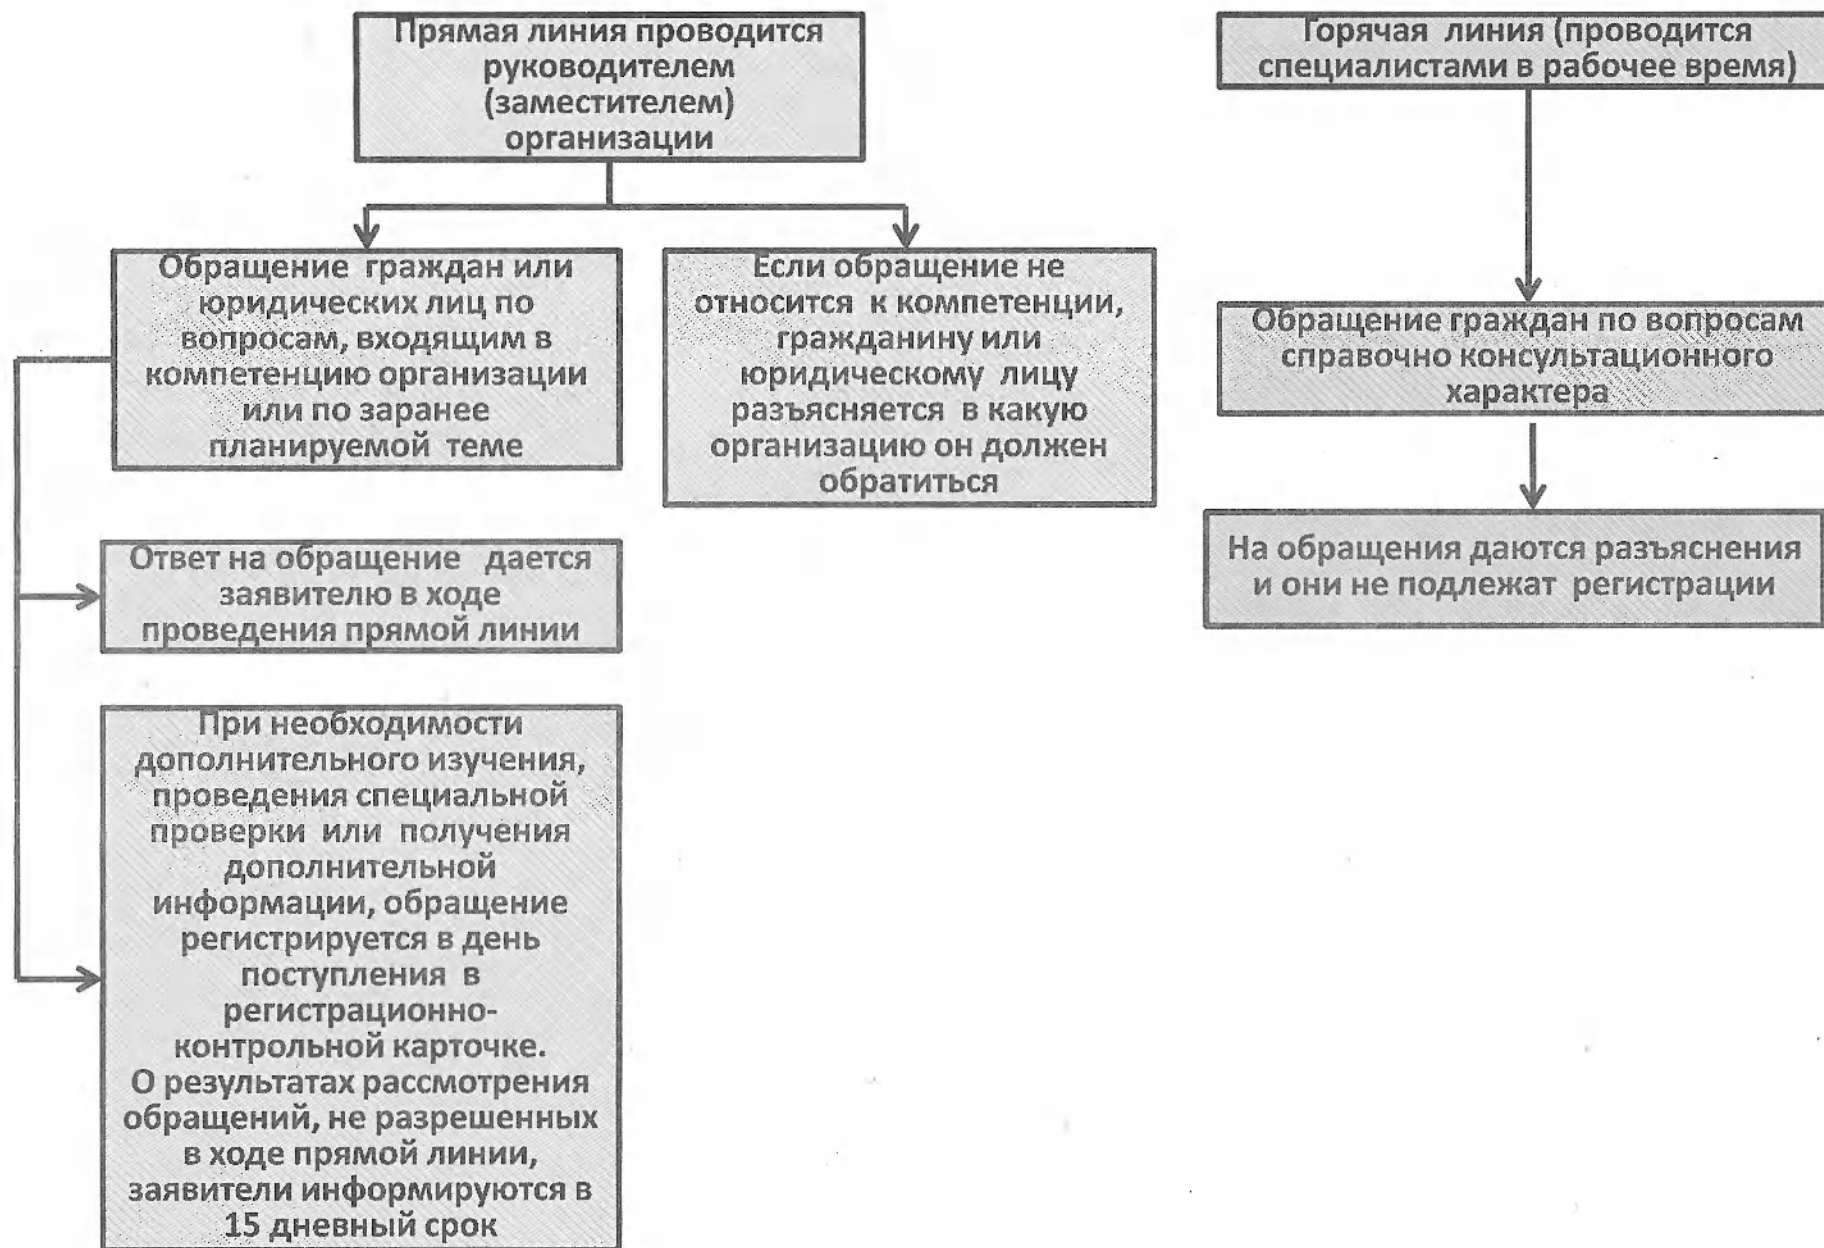 Прямая линия проводится
руководителем
(заместителем)
организации
Обращение граждан или
юридических лиц по
вопросам, входящим в
компетенцию организации
или по заранее
планируемой теме
Если обращение не
относится к компетенции,
гражданину или
юридическому лицу
разъясняется в какую
организацию он должен
обратиться
Ответ на обращение дается
заявителю в ходе
проведения прямой линии
При необходимости
дополнительного изучения,
проведения специальной
проверки или получения
дополнительной
информации, обращение
регистрируется в день
поступления в
регистрационно-
контрольной карточке.
О результатах рассмотрения
обращений, не разрешенных
в ходе прямой линии,
заявители информируются в
15 дневный срок
Горячая линия (проводится
специалистами в рабочее время)
Обращение граждан по вопросам
справочно консультационного
характера
На обращения даются разъяснения
и они не подлежат регистрации